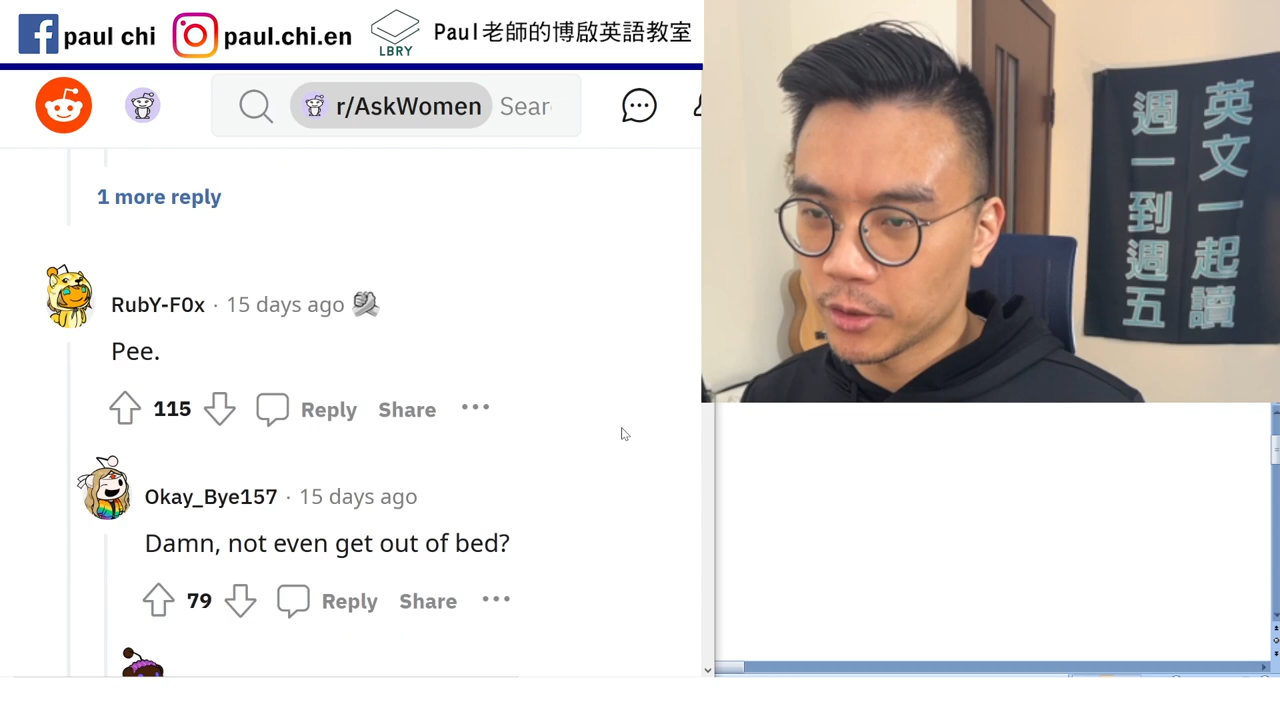 paul chi
paul.chi.en
LBRY
Paul老師的博啟英語教室
r/AskWomen
Sear
1 more reply
RubY-F0x · 15 days ago
Pee.
115
Reply
Share
Okay_Bye157 · 15 days ago
Damn, not even get out of bed?
79
Reply
Share
英文一起讀
週一到週五